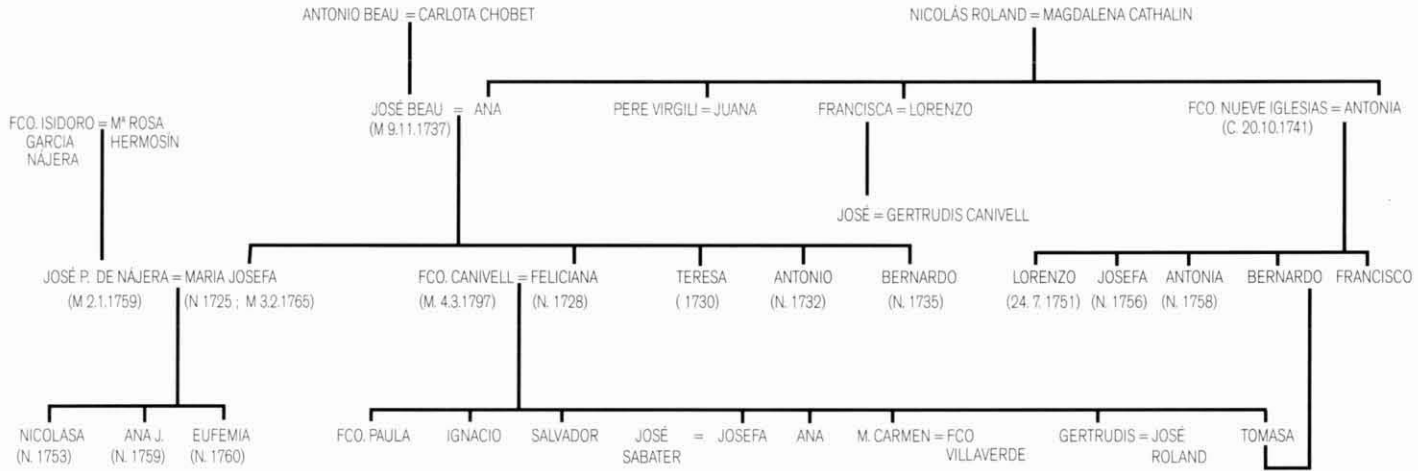 ANTONIO BEAU = CARLOTA CHOBET
NICOLÁS ROLAND = MAGDALENA CATHALIN
JOSÉ BEAU = ANA
(M 9.11.1737)
PERE VIRGILI = JUANA
FRANCISCA = LORENZO
FCO. NUEVE IGLESIAS = ANTONIA
(C. 20.10.1741)
FCO. ISIDORO = Mª ROSA
GARCIA HERMOSÍN
NÁJERA
JOSÉ = GERTRUDIS CANIVELL
JOSÉ P. DE NÁJERA = MARIA JOSEFA
(M 2.1.1759) (N 1725 ; M 3.2.1765)
FCO. CANIVELL = FELICIANA
(M. 4.3.1797) (N. 1728)
TERESA
( 1730)
ANTONIO
(N. 1732)
BERNARDO
(N. 1735)
LORENZO
(24.7. 1751)
JOSEFA
(N. 1756)
ANTONIA
(N. 1758)
BERNARDO
FRANCISCO
NICOLASA
(N. 1753)
ANA J.
(N. 1759)
EUFEMIA
(N. 1760)
FCO. PAULA
IGNACIO
SALVADOR
JOSÉ = JOSEFA
SABATER
ANA
M. CARMEN = FCO
VILLAVERDE
GERTRUDIS = JOSÉ
ROLAND
TOMASA